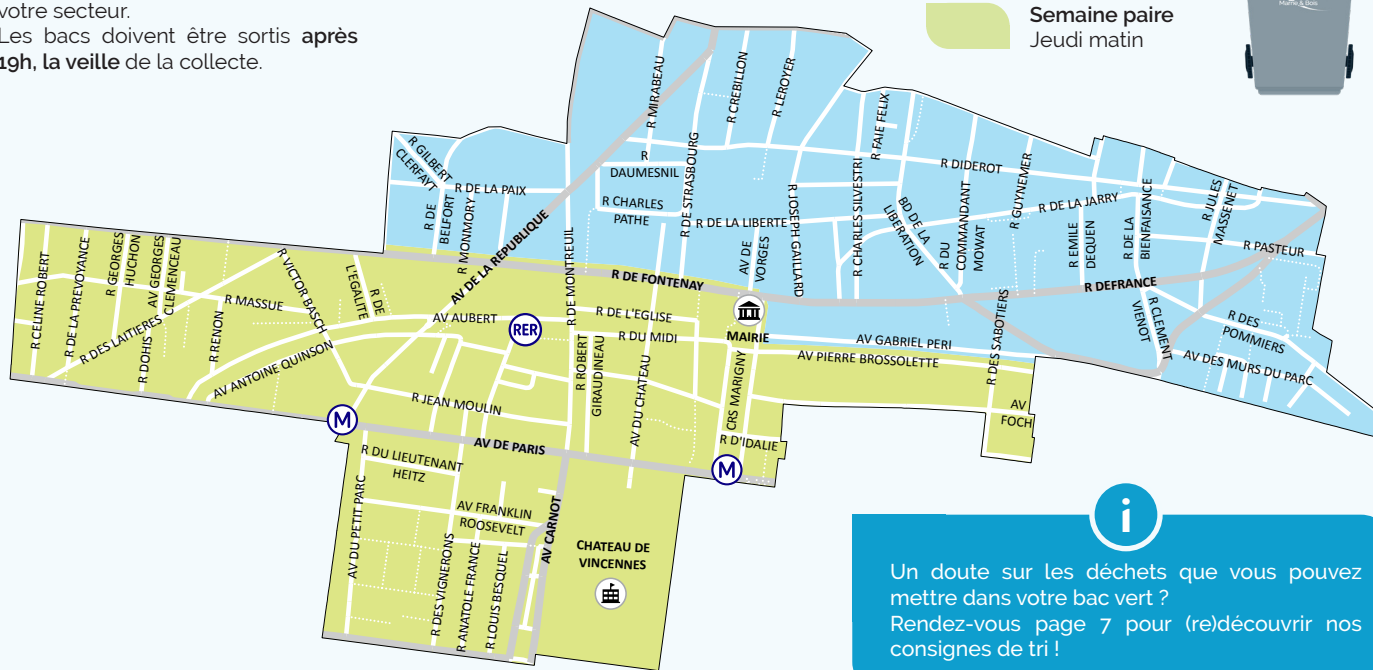 votre secteur.
Les bacs doivent être sortis après
19h, la veille de la collecte.
Semaine paire
Jeudi matin
Marne & Bois
R MIRABEAU
R CREBILLON
R LEROYER
R FAIE FELIX
R GILBERT
CLERFAYT
R
DAUMESNIL
R DE STRASBOURG
R DIDEROT
R GUYNEMER
R DE LA PAIX
R DE
BELFORT
R MONMORY
AV DE LA REPUBLIQUE
R CHARLES
PATHE
R DE LA LIBERTE
R JOSEPH GAILLARD
R CHARLES SILVESTRI
BD DE LA
LIBERATION
R DU
COMMANDANT
MOWAT
R DE LA JARRY
R EMILE
DEQUEN
R DE LA
BIENFAISANCE
R JULES
MASSENET
R PASTEUR
AV DE
VORGES
R DE FONTENAY
R DE MONTREUIL
R DEFRANCE
R CELINE ROBERT
R DE LA PREVOYANCE
R GEORGES
HUCHON
AV GEORGES
CLEMENCEAU
R VICTOR BASCH
R DE
L'EGALITE
R MASSUE
R DES LAITIERES
R DOHIS
R RENON
AV ANTOINE QUINSON
AV AUBERT
RER
R DE L'EGLISE
R DU MIDI
MAIRIE
AV GABRIEL PERI
AV PIERRE BROSSOLETTE
R DES SABOTIERS
R CLEMENT
VIENOT
R DES
POMMIERS
AV DES MURS DU PARC
R ROBERT
GIRAUDINEAU
AV DU CHATEAU
CRS MARIGNY
R JEAN MOULIN
AV
FOCH
M
AV DE PARIS
R D'IDALIE
M
R DU LIEUTENANT
HEITZ
AV DU PETIT PARC
AV FRANKLIN
ROOSEVELT
AV CARNOT
R DES VIGNERONS
R ANATOLE FRANCE
R LOUIS BESQUEL
CHATEAU DE
VINCENNES
i
Un doute sur les déchets que vous pouvez
mettre dans votre bac vert ?
Rendez-vous page 7 pour (re)découvrir nos
consignes de tri !